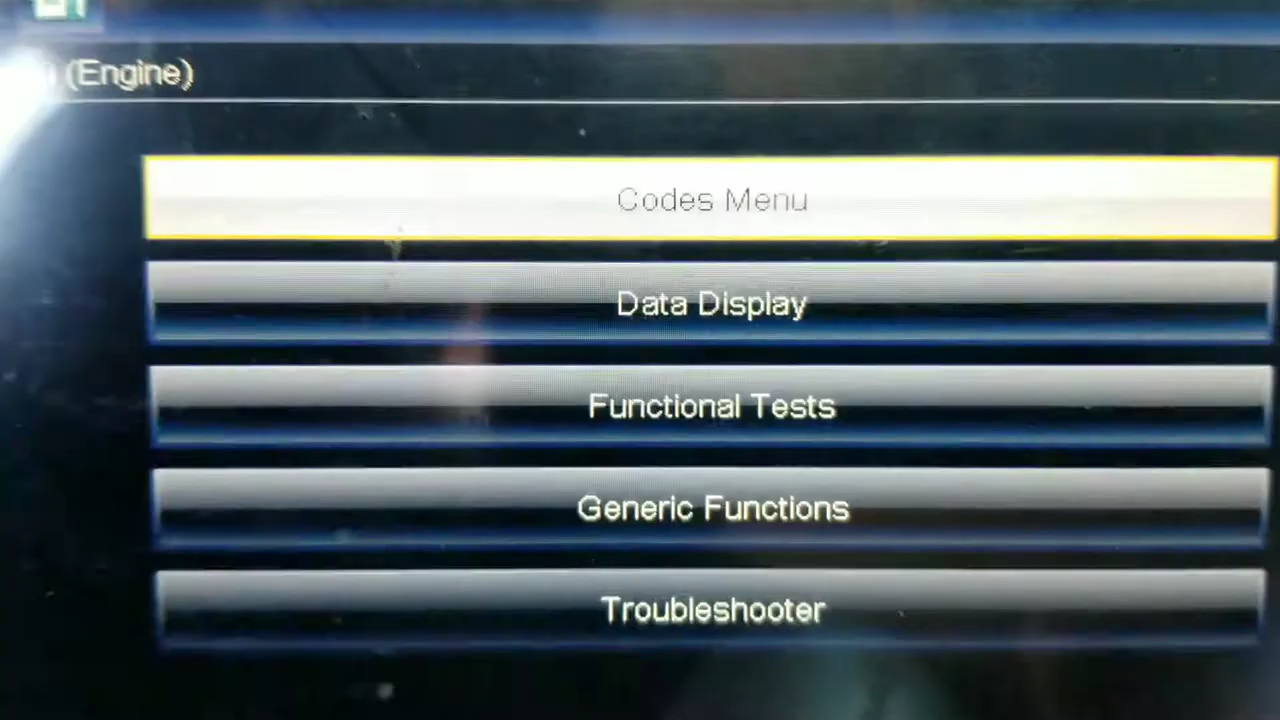 (Engine)
Codes Menu
Data Display
Functional Tests
Generic Functions
Troubleshooter